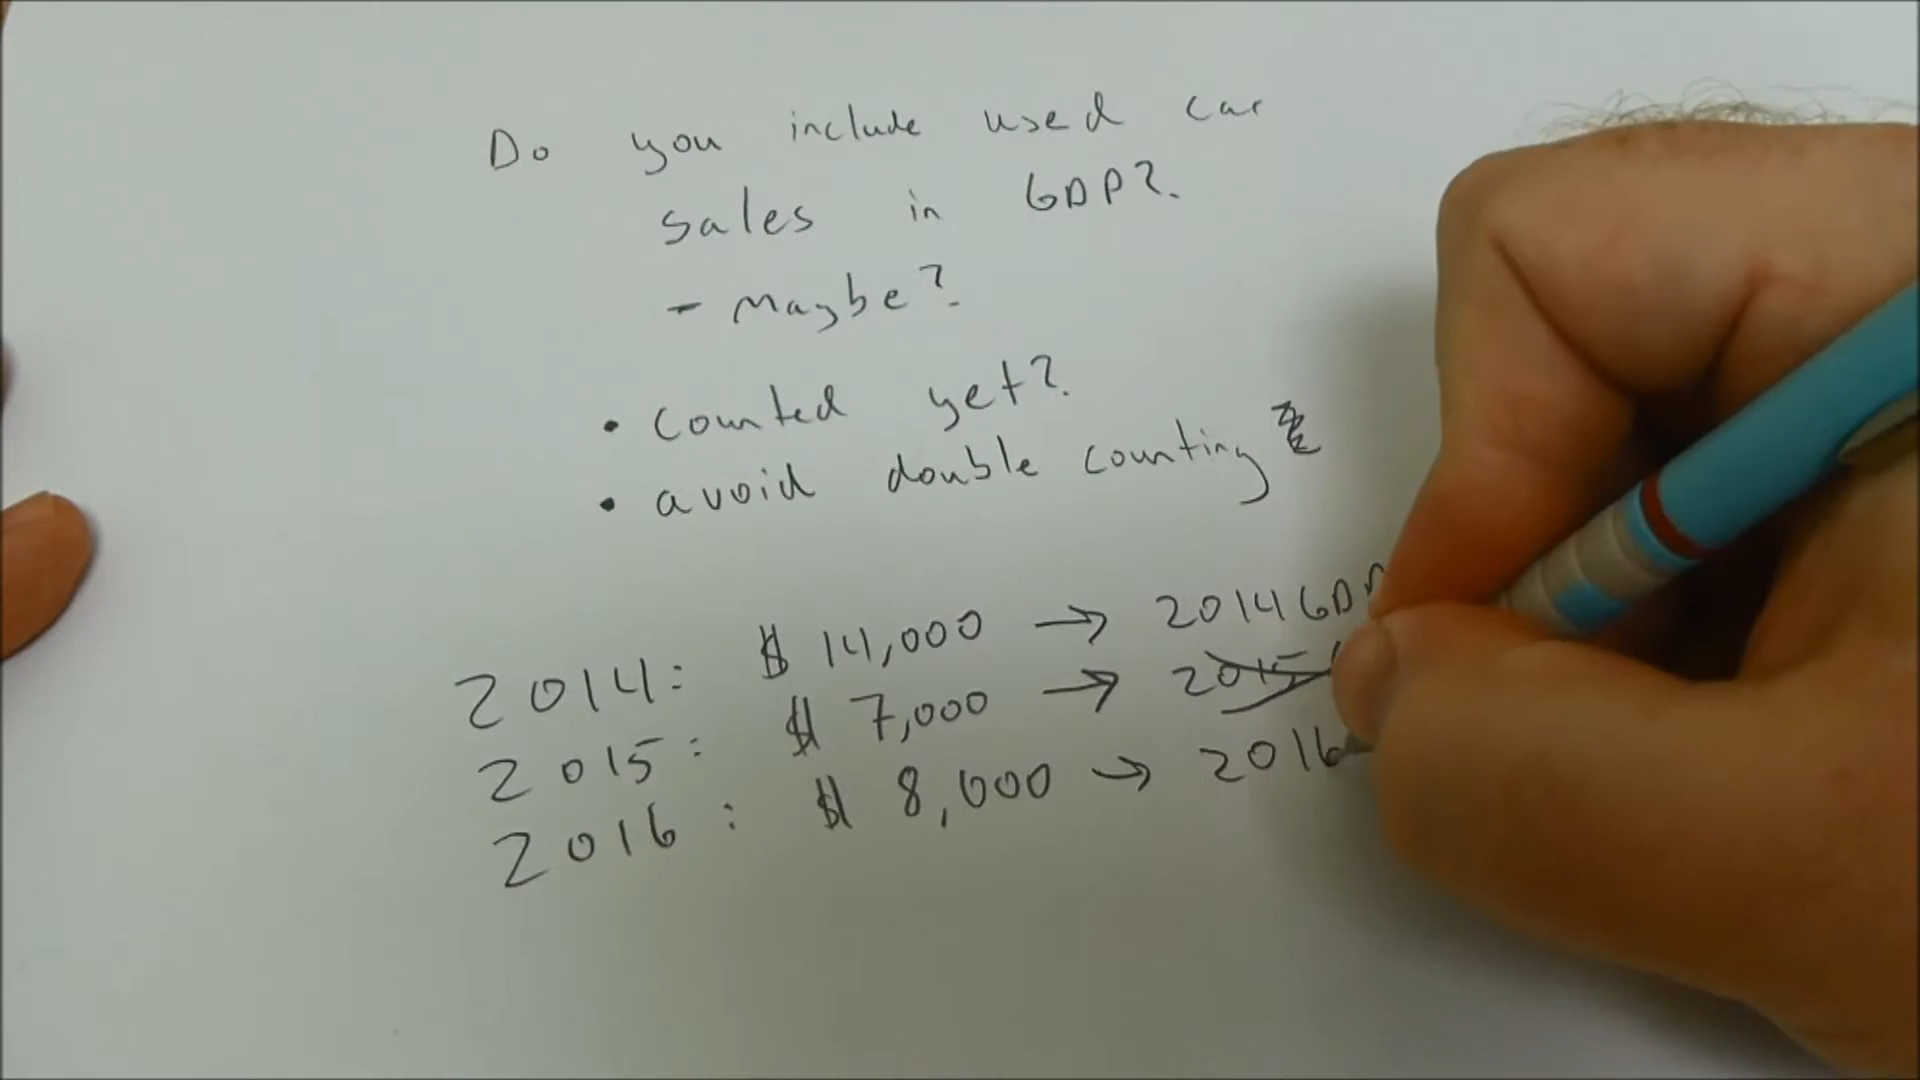 Do you include used car
sales in GDP?
- Maybe?
• counted yet?
• avoid double counting
2014: $ 14,000 → 2014 GDP
2015: $ 7,000 → 2015
2016: $ 8,000 → 2016